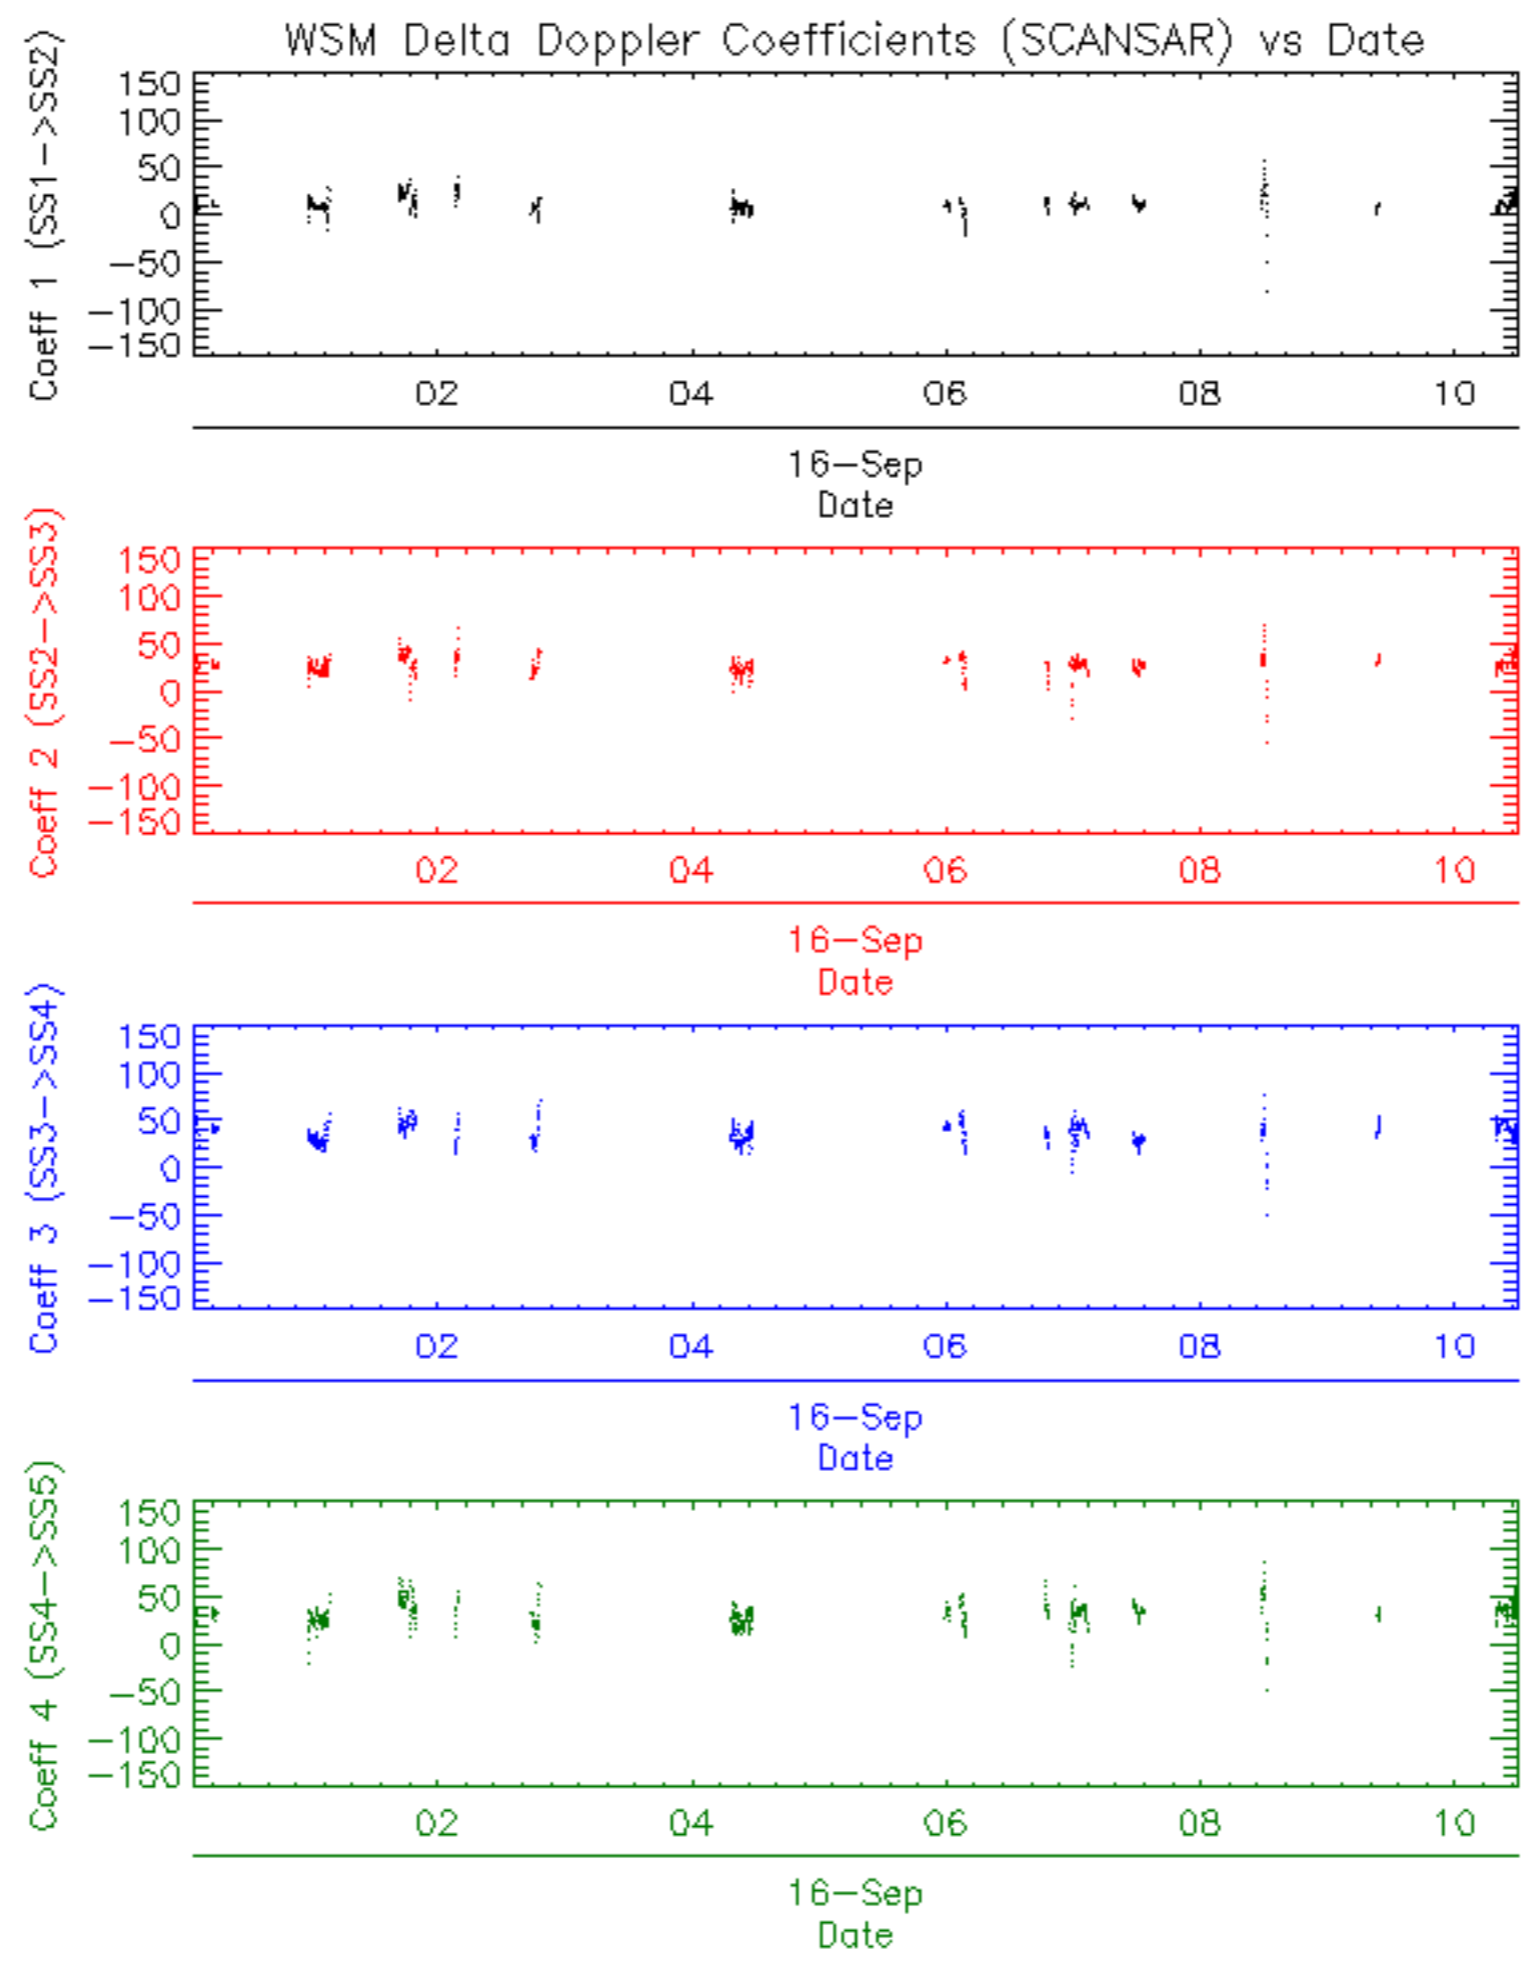 WSM Delta Doppler Coefficients (SCANSAR) vs Date
Coeff 1 (SS1->SS2)
150
100
50
0
-50
-100
-150
02 04 06 08 10
16-Sep
Date
Coeff 2 (SS2->SS3)
150
100
50
0
-50
-100
-150
02 04 06 08 10
16-Sep
Date
Coeff 3 (SS3->SS4)
150
100
50
0
-50
-100
-150
02 04 06 08 10
16-Sep
Date
Coeff 4 (SS4->SS5)
150
100
50
0
-50
-100
-150
02 04 06 08 10
16-Sep
Date